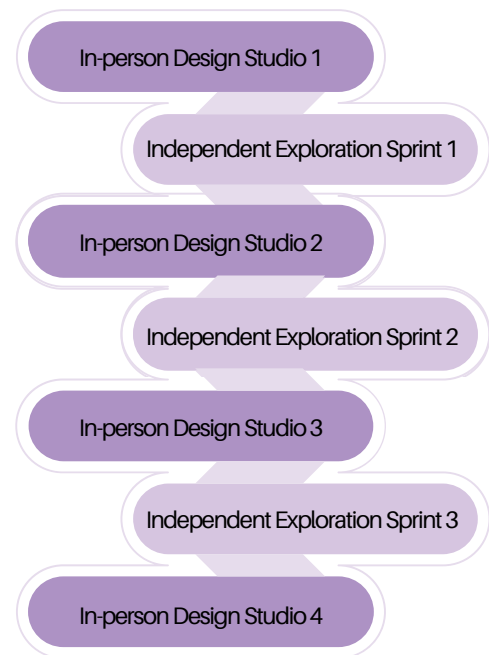 In-person Design Studio 1
Independent Exploration Sprint 1
In-person Design Studio 2
Independent Exploration Sprint 2
In-person Design Studio 3
Independent Exploration Sprint 3
In-person Design Studio 4